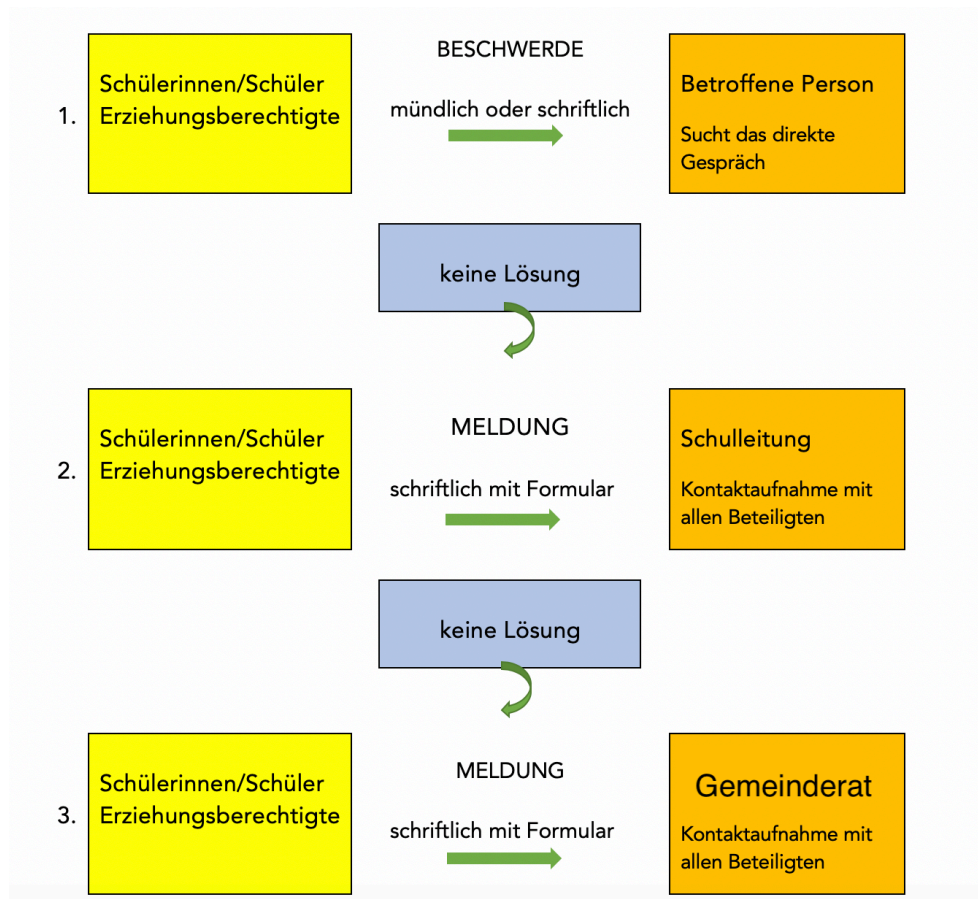 1.
Schülerinnen/Schüler
Erziehungsberechtigte
BESCHWERDE
mündlich oder schriftlich
Betroffene Person
Sucht das direkte
Gespräch
keine Lösung
2.
Schülerinnen/Schüler
Erziehungsberechtigte
MELDUNG
schriftlich mit Formular
Schulleitung
Kontaktaufnahme mit
allen Beteiligten
keine Lösung
3.
Schülerinnen/Schüler
Erziehungsberechtigte
MELDUNG
schriftlich mit Formular
Gemeinderat
Kontaktaufnahme mit
allen Beteiligten